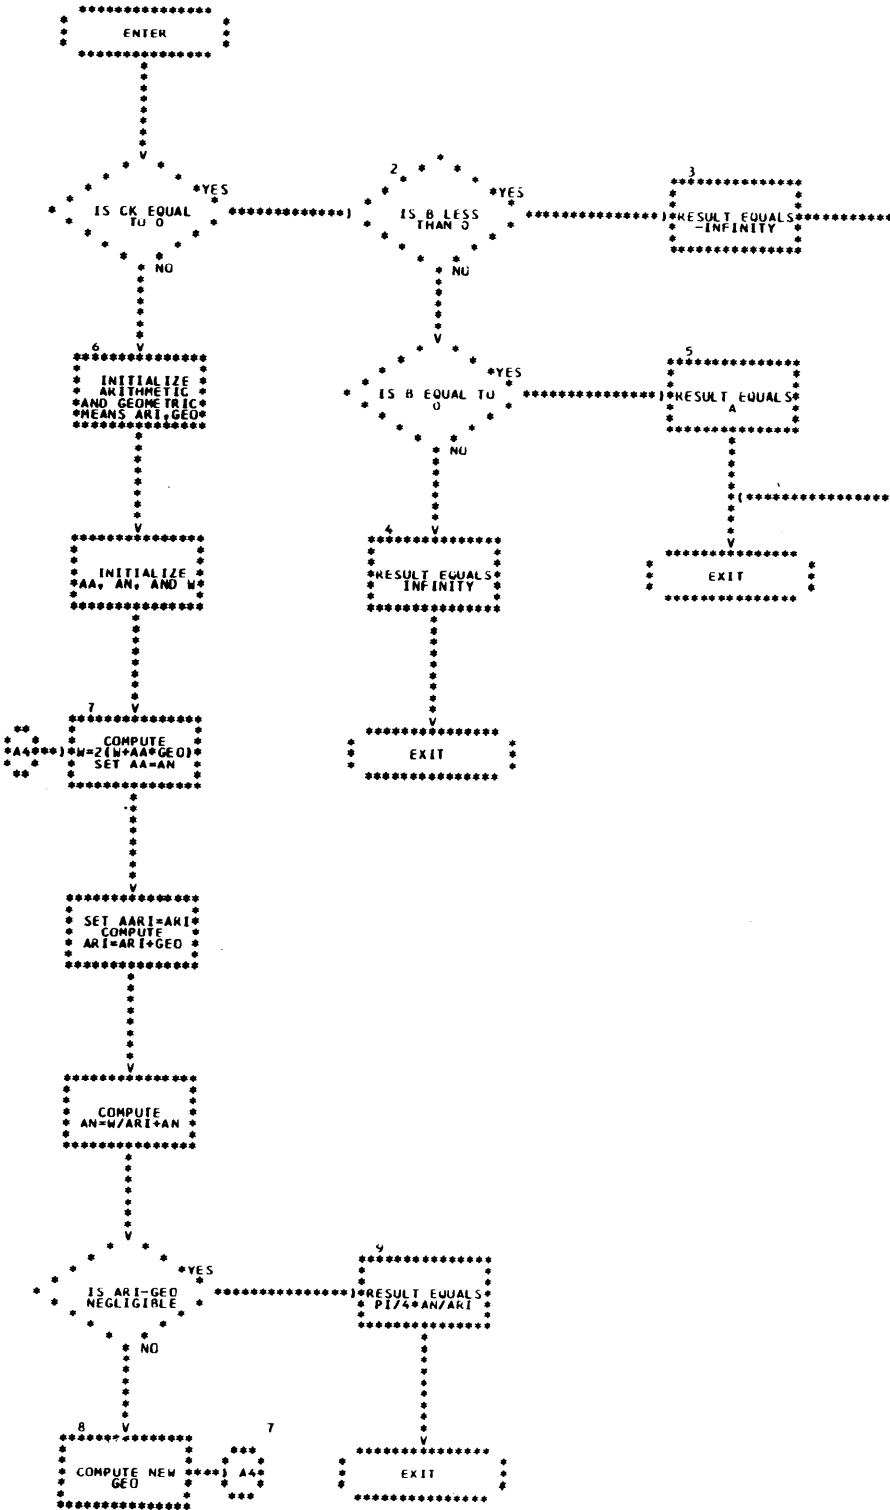 ENTER
2
3
YES
YES
IS CK EQUAL
TO 0
IS B LESS
THAN 0
RESULT EQUALS
-INFINITY
NO
NO
6
5
INITIALIZE
ARITHMETIC
AND GEOMETRIC
MEANS ARI,GEO
YES
IS B EQUAL TO
0
RESULT EQUALS
A
NO
4
INITIALIZE
AA, AN, AND W
RESULT EQUALS
INFINITY
EXIT
7
A4
COMPUTE
W=2(W+AA*GEO)
SET AA=AN
EXIT
SET AARI=ARI
COMPUTE
ARI=ARI+GEO
COMPUTE
AN=W/ARI+AN
9
YES
IS ARI-GEO
NEGLIGIBLE
RESULT EQUALS
PI/4*AN/ARI
NO
8
7
COMPUTE NEW
GEO
A4
EXIT